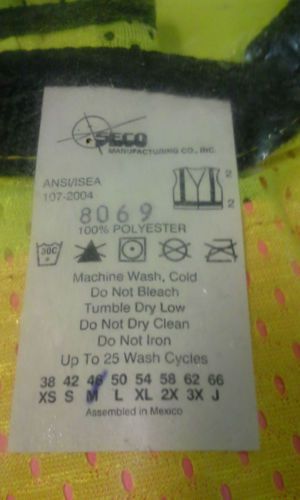 SECO
MANUFACTURING CO., INC.
ANSI/ISEA
107-2004
2
2
8069
100% POLYESTER
30C
Machine Wash, Cold
Do Not Bleach
Tumble Dry Low
Do Not Dry Clean
Do Not Iron
Up To 25 Wash Cycles
38 42 46 50 54 58 62 66
XS S M L XL 2X 3X J
Assembled in Mexico